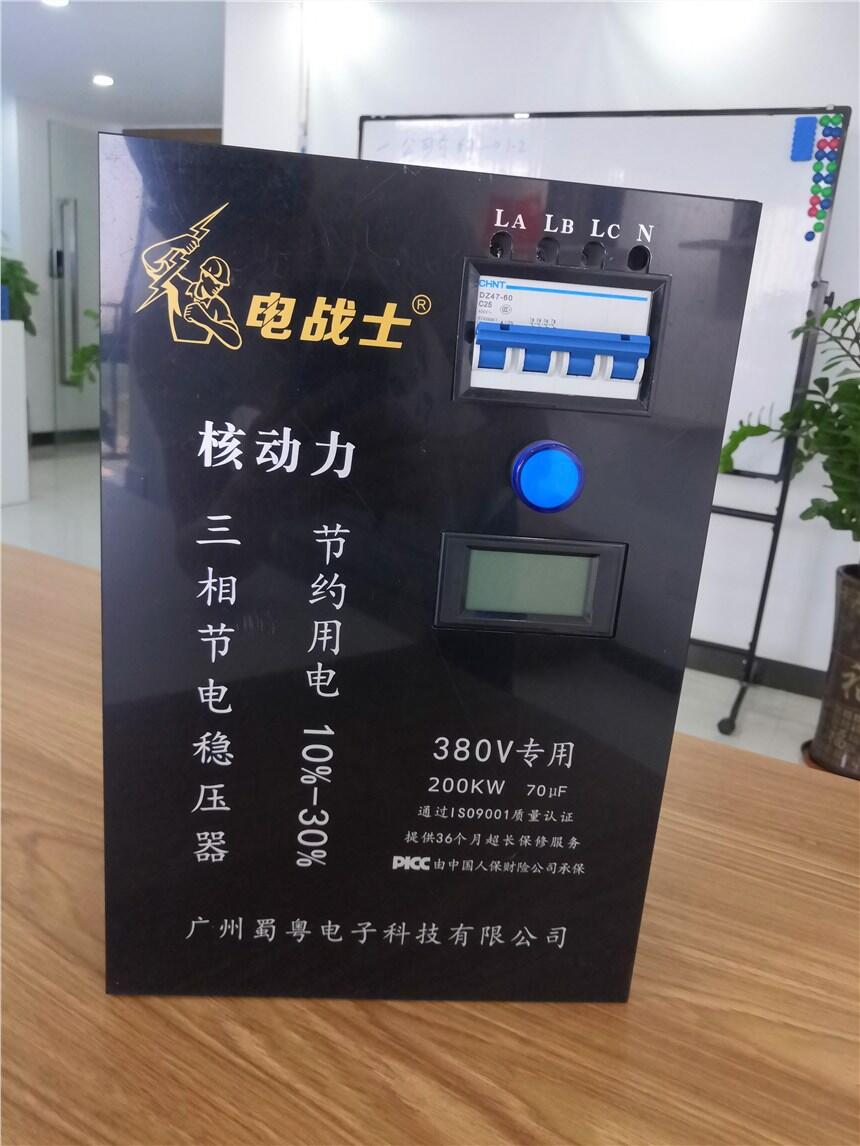 LA LB LC N
CHNT
DZ47-60
C25
电战士®
核动力
三相节电稳压器
节约用电 10%-30%
380V专用
200KW 70μF
通过ISO9001质量认证
提供36个月超长保修服务
PICC由中国人保财险公司承保
广州蜀粤电子科技有限公司